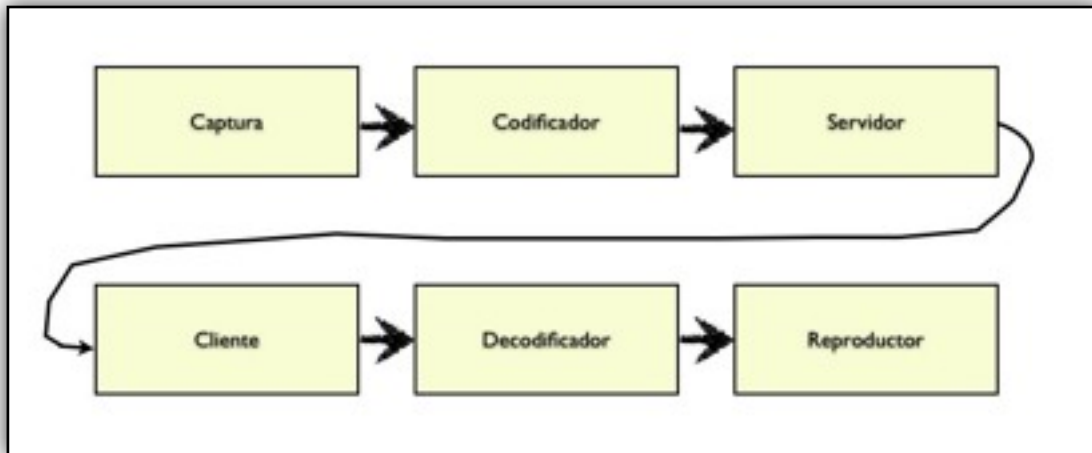 Captura
Codificador
Servidor
Cliente
Decodificador
Reproductor